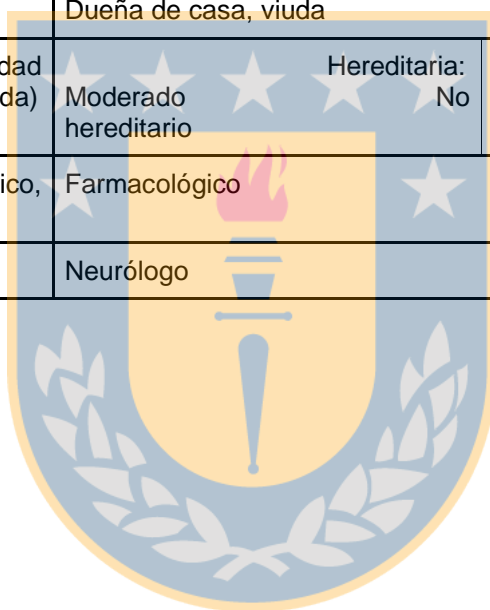 Dueña de casa, viuda
dad Hereditaria:
da) Moderado No
hereditario
ico, Farmacológico
Neurólogo